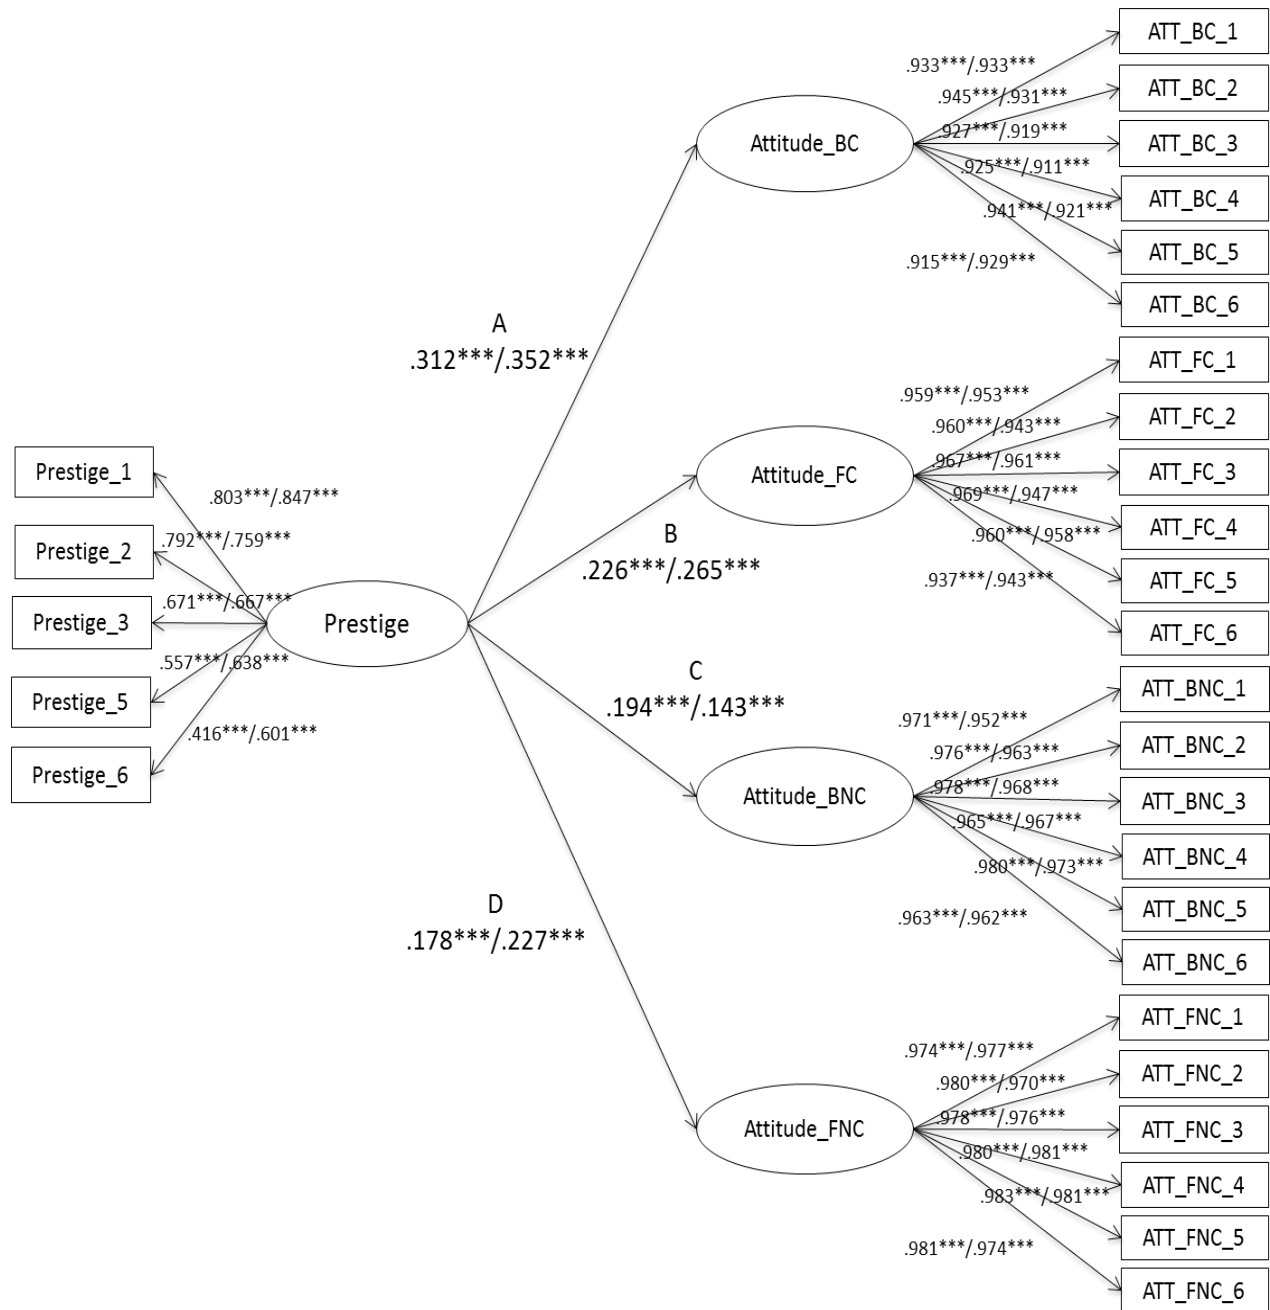 ATT_BC_1
.933***/.933***
ATT_BC_2
.945***/.931***
.927***/.919***
ATT_BC_3
Attitude_BC
.925***/.911***
ATT_BC_4
.941***/.921***
ATT_BC_5
.915***/.929***
ATT_BC_6
A
.312***/.352***
ATT_FC_1
.959***/.953***
ATT_FC_2
.960***/.943***
.967***/.961***
ATT_FC_3
Attitude_FC
.969***/.947***
ATT_FC_4
.960***/.958***
ATT_FC_5
.937***/.943***
ATT_FC_6
B
.226***/.265***
Prestige_1
.803***/.847***
Prestige_2
.792***/.759***
.671***/.667***
Prestige_3
Prestige
.557***/.638***
Prestige_5
.416***/.601***
Prestige_6
C
.194***/.143***
ATT_BNC_1
.971***/.952***
ATT_BNC_2
.976***/.963***
.978***/.968***
ATT_BNC_3
Attitude_BNC
.965***/.967***
ATT_BNC_4
.980***/.973***
ATT_BNC_5
.963***/.962***
ATT_BNC_6
D
.178***/.227***
ATT_FNC_1
.974***/.977***
ATT_FNC_2
.980***/.970***
.978***/.976***
ATT_FNC_3
Attitude_FNC
.980***/.981***
ATT_FNC_4
.983***/.981***
ATT_FNC_5
.981***/.974***
ATT_FNC_6